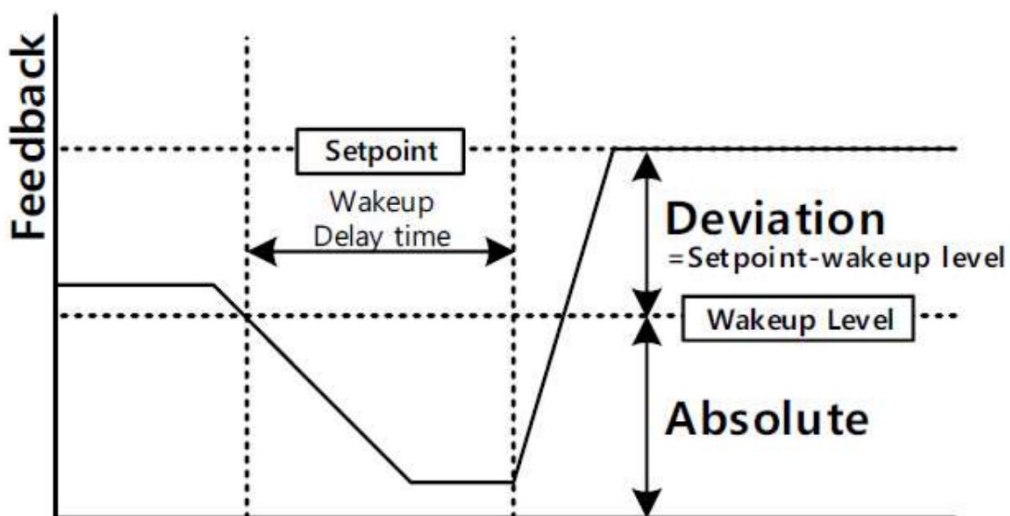 Feedback
Setpoint
Wakeup
Delay time
Deviation
=Setpoint-wakeup level
Wakeup Level
Absolute